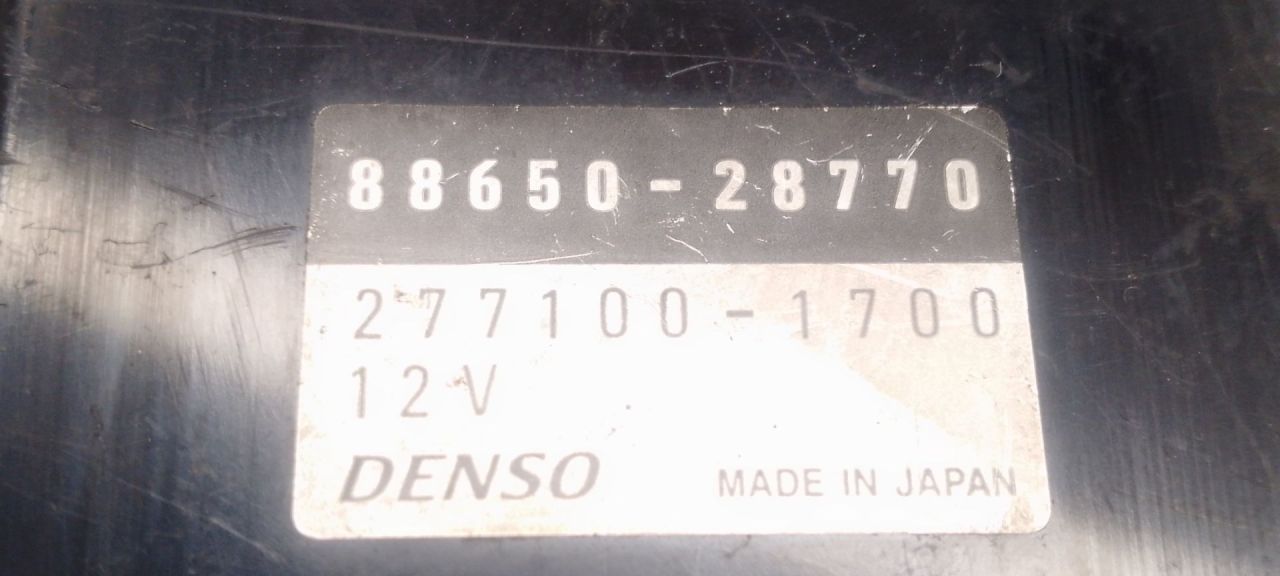 88650-28770
277100-1700
12V
DENSO
MADE IN JAPAN